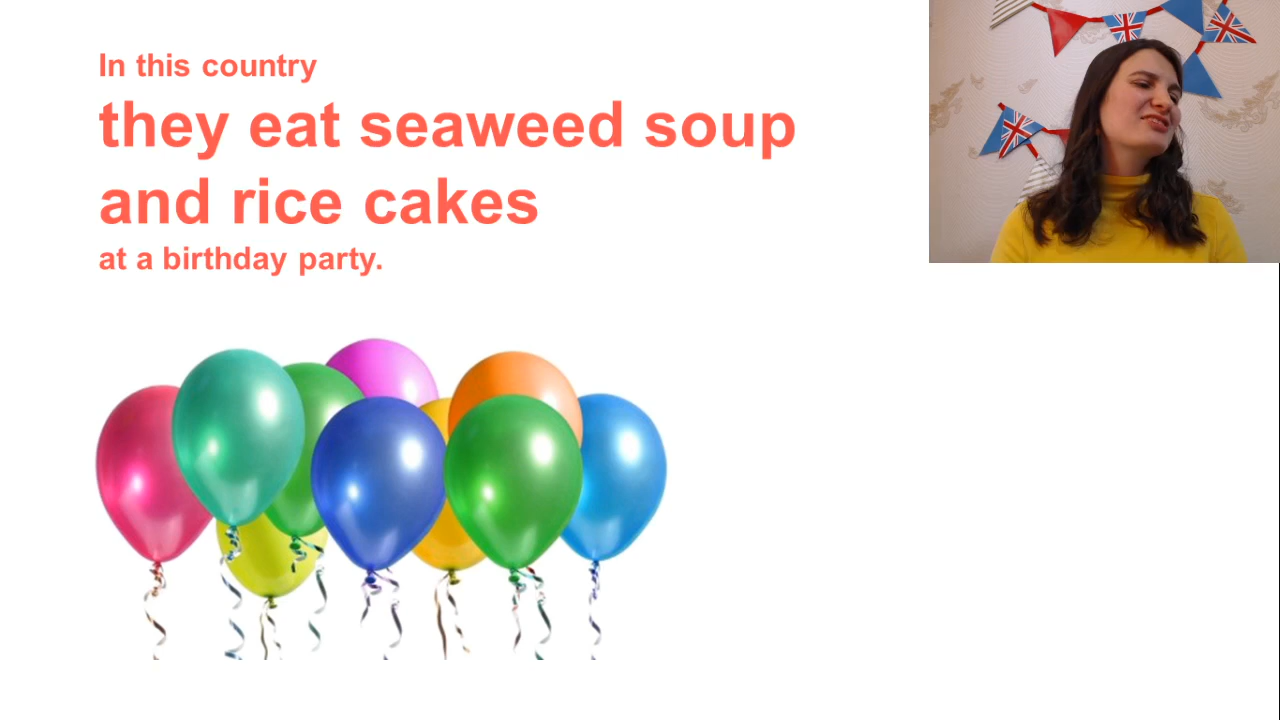 In this country
they eat seaweed soup
and rice cakes
at a birthday party.